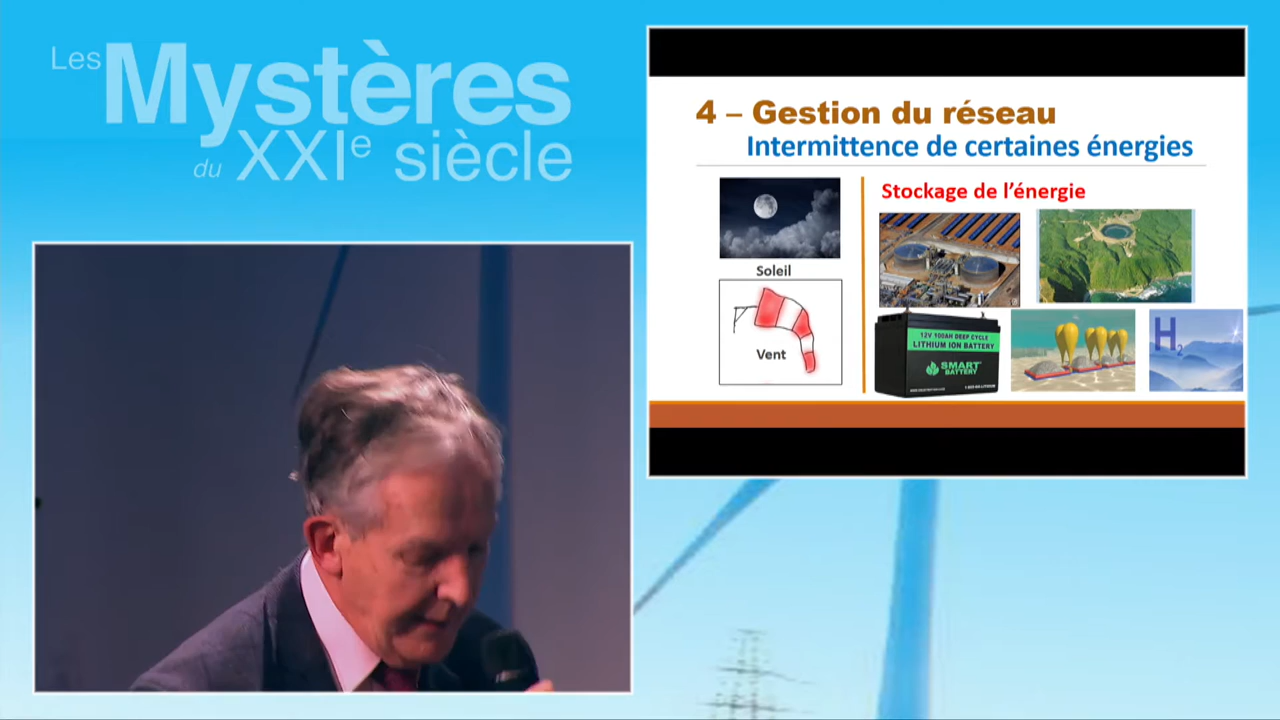 Les Mystères
du XXIe siècle
4 – Gestion du réseau
Intermittence de certaines énergies
Soleil
Vent
Stockage de l'énergie
12V 100AH DEEP CYCLE
LITHIUM ION BATTERY
SMART
BATTERY
H2